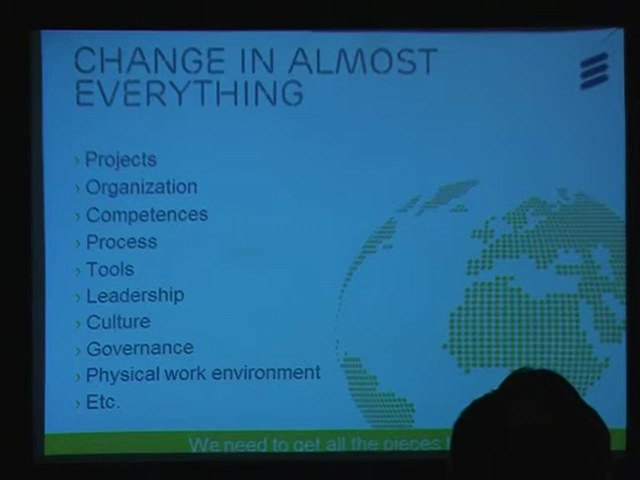 CHANGE IN ALMOST
EVERYTHING
› Projects
› Organization
› Competences
› Process
› Tools
› Leadership
› Culture
› Governance
› Physical work environment
› Etc.
We need to get all the pieces